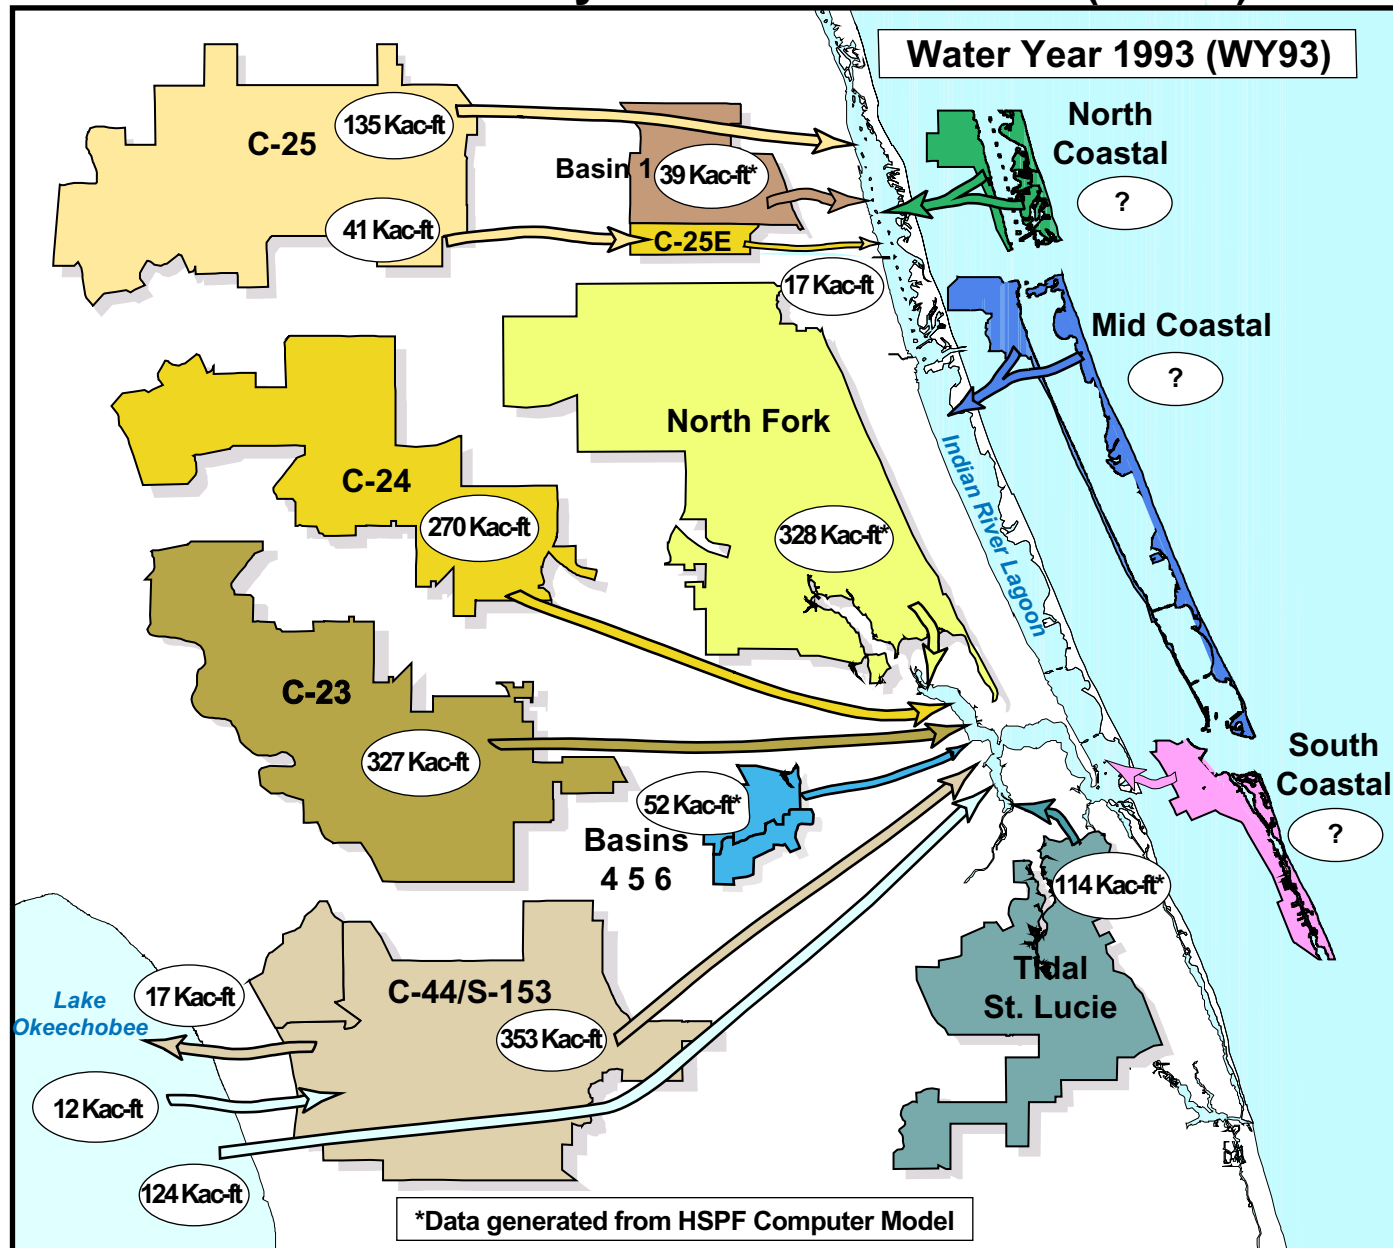 Water Year 1993 (WY93)
North
Coastal
?
135 Kac-ft
C-25
Basin 1
39 Kac-ft*
41 Kac-ft
C-25E
17 Kac-ft
Mid Coastal
?
North Fork
C-24
270 Kac-ft
328 Kac-ft*
Indian River Lagoon
C-23
327 Kac-ft
52 Kac-ft*
Basins
4 5 6
South
Coastal
?
114 Kac-ft*
Tidal
St. Lucie
Lake
Okeechobee
17 Kac-ft
C-44/S-153
353 Kac-ft
12 Kac-ft
124 Kac-ft
*Data generated from HSPF Computer Model